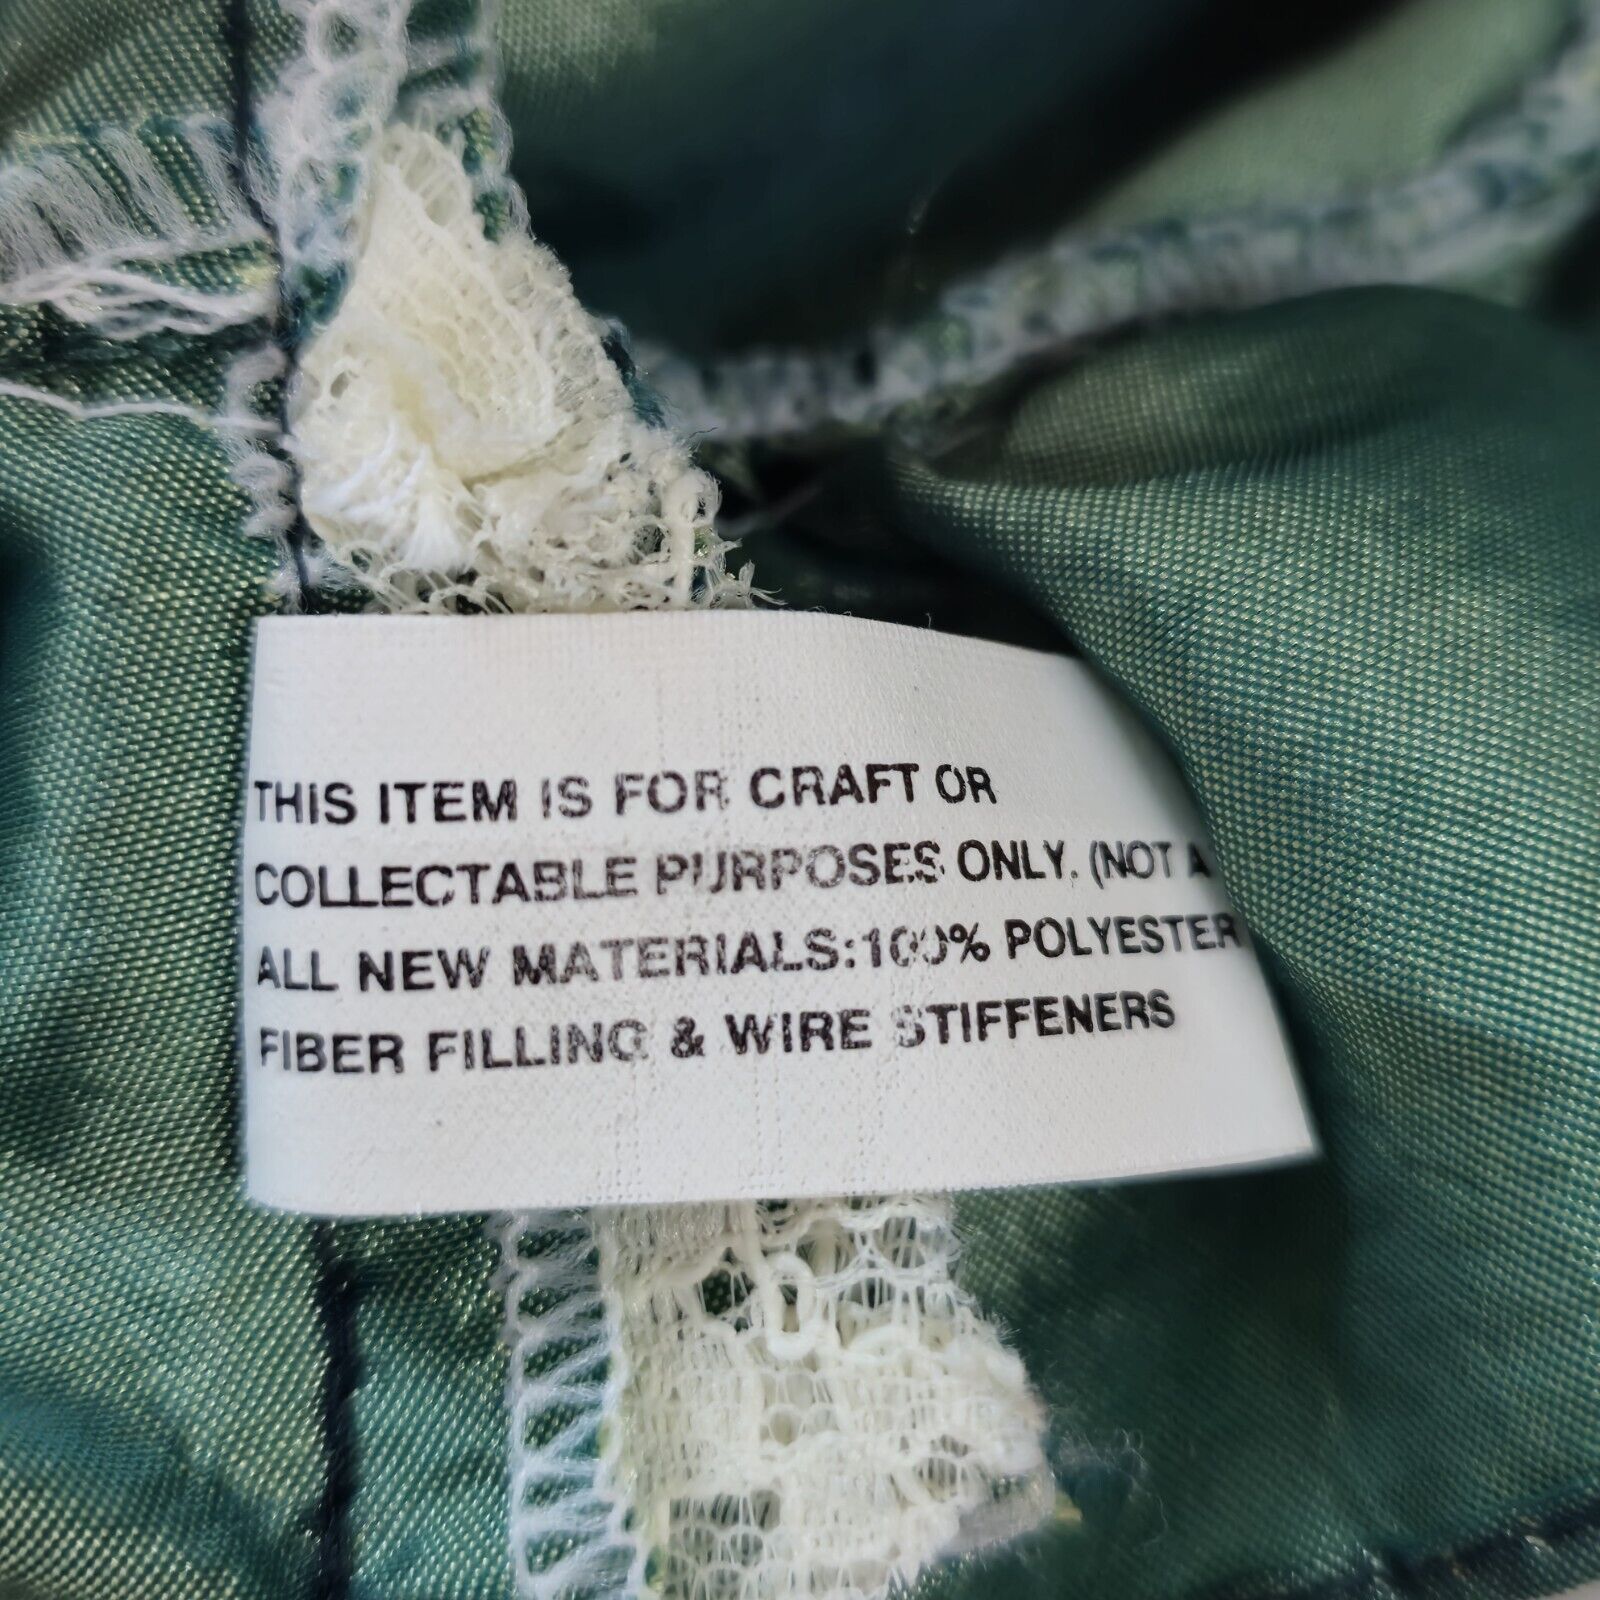 THIS ITEM IS FOR CRAFT OR
COLLECTABLE PURPOSES ONLY. (NOT A
ALL NEW MATERIALS:100% POLYESTER
FIBER FILLING & WIRE STIFFENERS